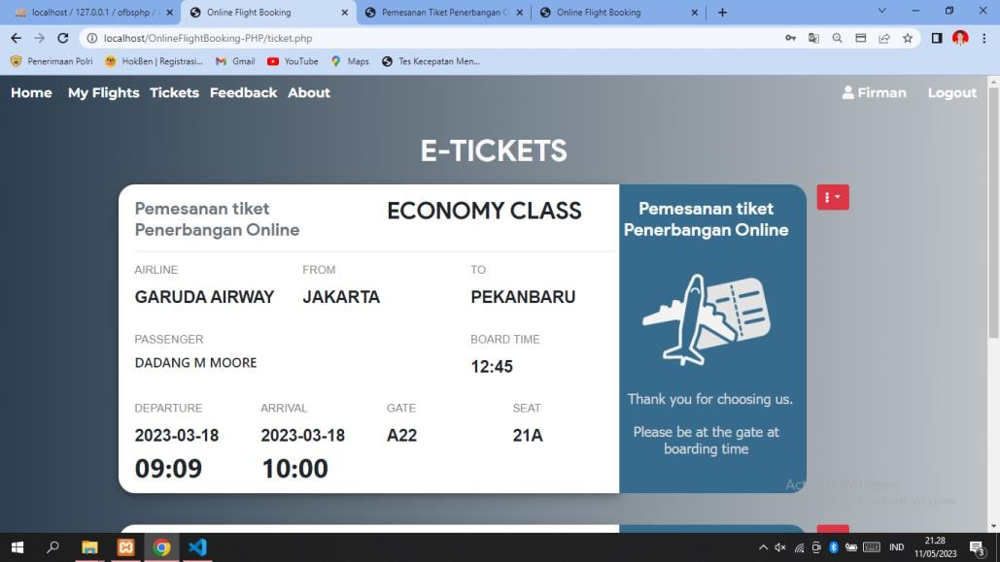 localhost / 127.0.0.1 / ofbsphp /
Online Flight Booking
Pemesanan Tiket Penerbangan O
Online Flight Booking
localhost/OnlineFlightBooking-PHP/ticket.php
Penerimaan Polri
HokBen | Registrasi...
Gmail
YouTube
Maps
Tes Kecepatan Men...
Home My Flights Tickets Feedback About
Firman Logout
E-TICKETS
Pemesanan tiket
Penerbangan Online
ECONOMY CLASS
Pemesanan tiket
Penerbangan Online
AIRLINE FROM TO
GARUDA AIRWAY JAKARTA PEKANBARU
PASSENGER BOARD TIME
DADANG M MOORE 12:45
DEPARTURE ARRIVAL GATE SEAT
2023-03-18 2023-03-18 A22 21A
09:09 10:00
Thank you for choosing us.
Please be at the gate at
boarding time
Activate Windows
to activate Windows.
IND
21.28
11/05/2023
3